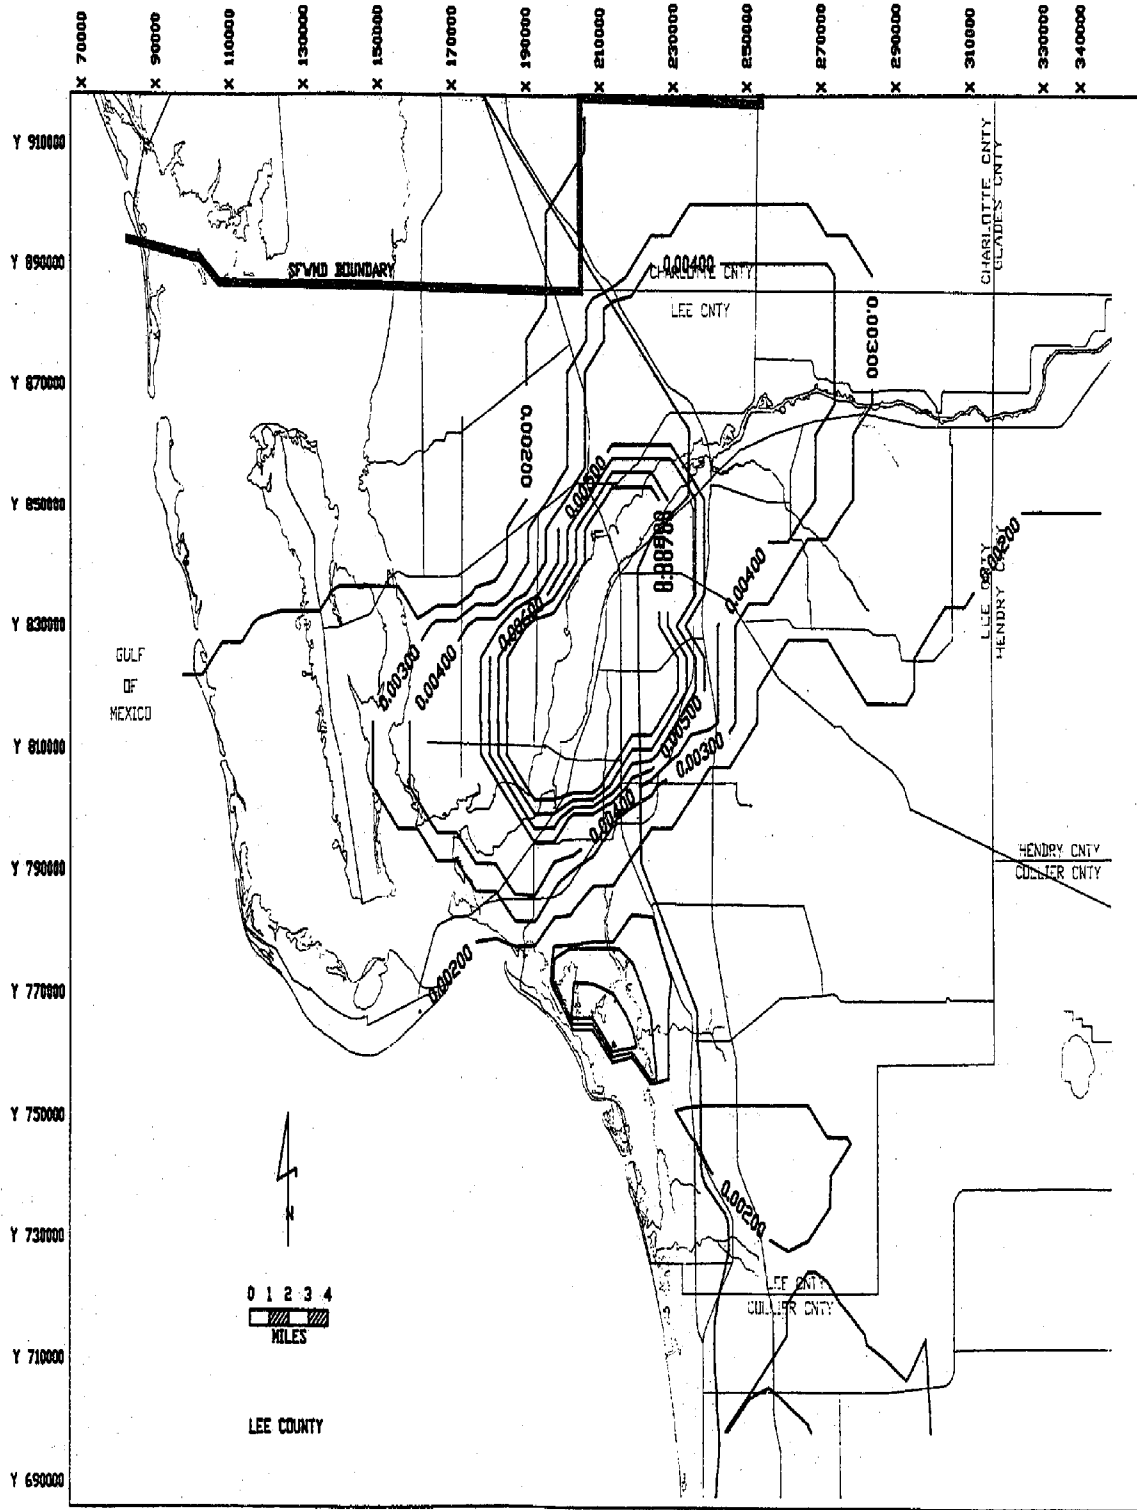 X 70000
X 90000
X 110000
X 130000
X 150000
X 170000
X 190000
X 210000
X 230000
X 250000
X 270000
X 290000
X 310000
X 330000
X 340000
Y 910000
Y 890000
Y 870000
Y 850000
Y 830000
Y 810000
Y 790000
Y 770000
Y 750000
Y 730000
Y 710000
Y 690000
CHARLOTTE CNTY
GLADES CNTY
SFWMD BOUNDARY
0.00400
CHARLOTTE CNTY
LEE CNTY
0.00300
0.00200
0.00500
0.00200
LEE CNTY
HENDRY CNTY
0.00400
0.00600
0.00300
0.00400
GULF
OF
MEXICO
0.00500
0.00300
0.00400
HENDRY CNTY
COLLIER CNTY
0.00200
0.00200
N
0 1 2 3 4
MILES
LEE CNTY
COLLIER CNTY
LEE COUNTY